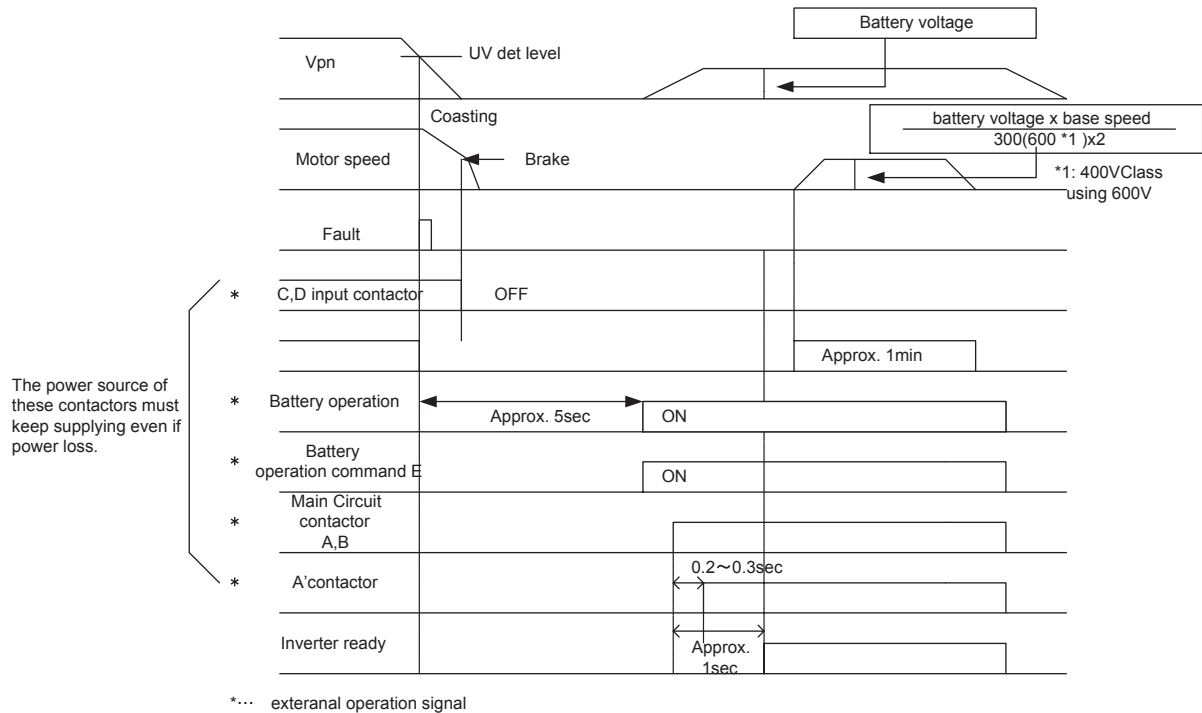 Battery voltage
Vpn
UV det level
Coasting
battery voltage x base speed
300(600 *1 )x2
Motor speed
Brake
*1: 400VClass
using 600V
Fault
* C,D input contactor
OFF
Approx. 1min
The power source of
these contactors must
keep supplying even if
power loss.
* Battery operation
Approx. 5sec
ON
* Battery
operation command E
ON
* Main Circuit
contactor
A,B
0.2～0.3sec
* A'contactor
Inverter ready
Approx.
1sec
*··· exteranal operation signal